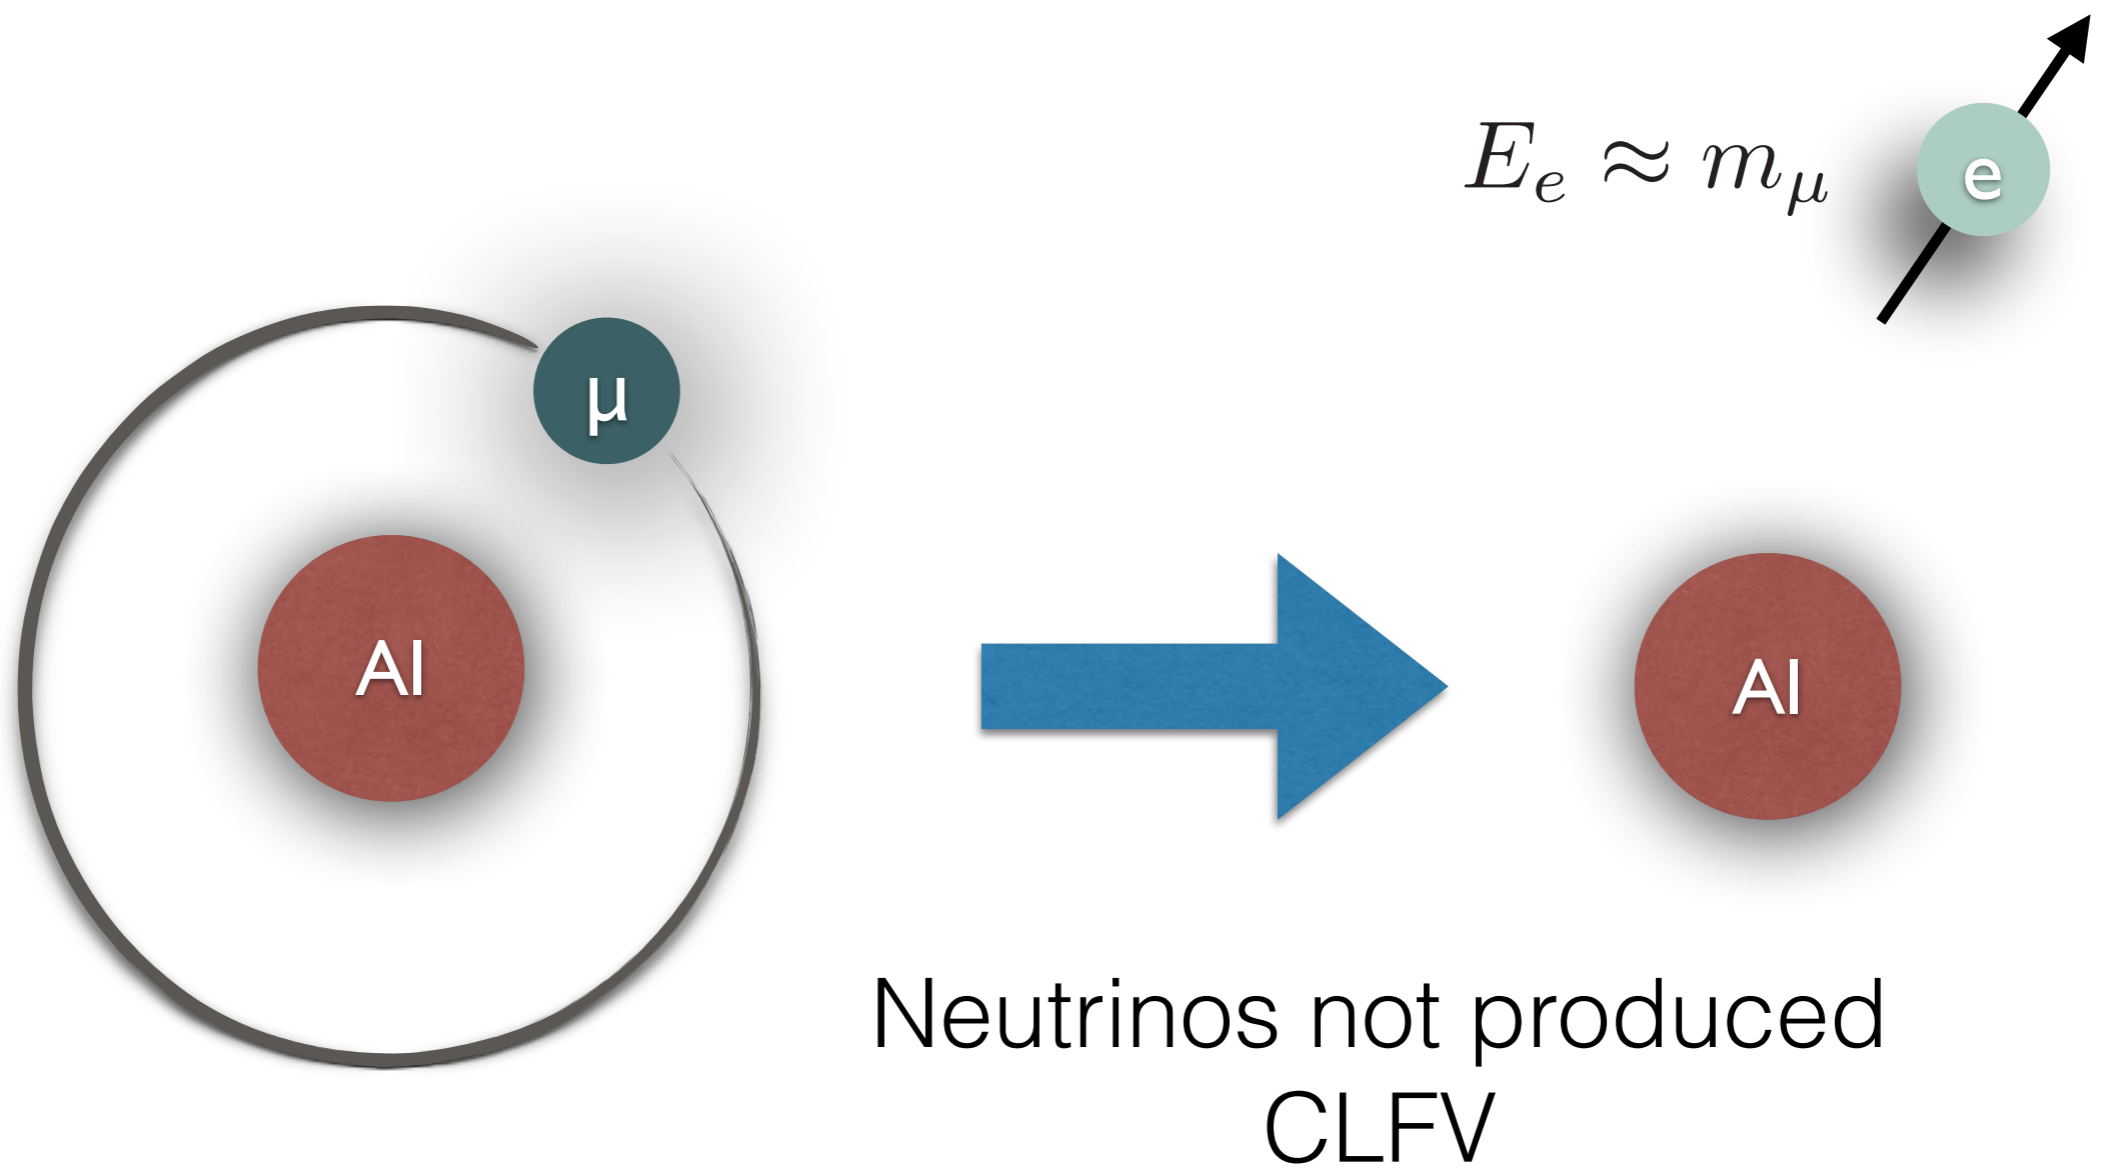 E_e ≈ m_μ
e
μ
Al
Al
Neutrinos not produced
CLFV